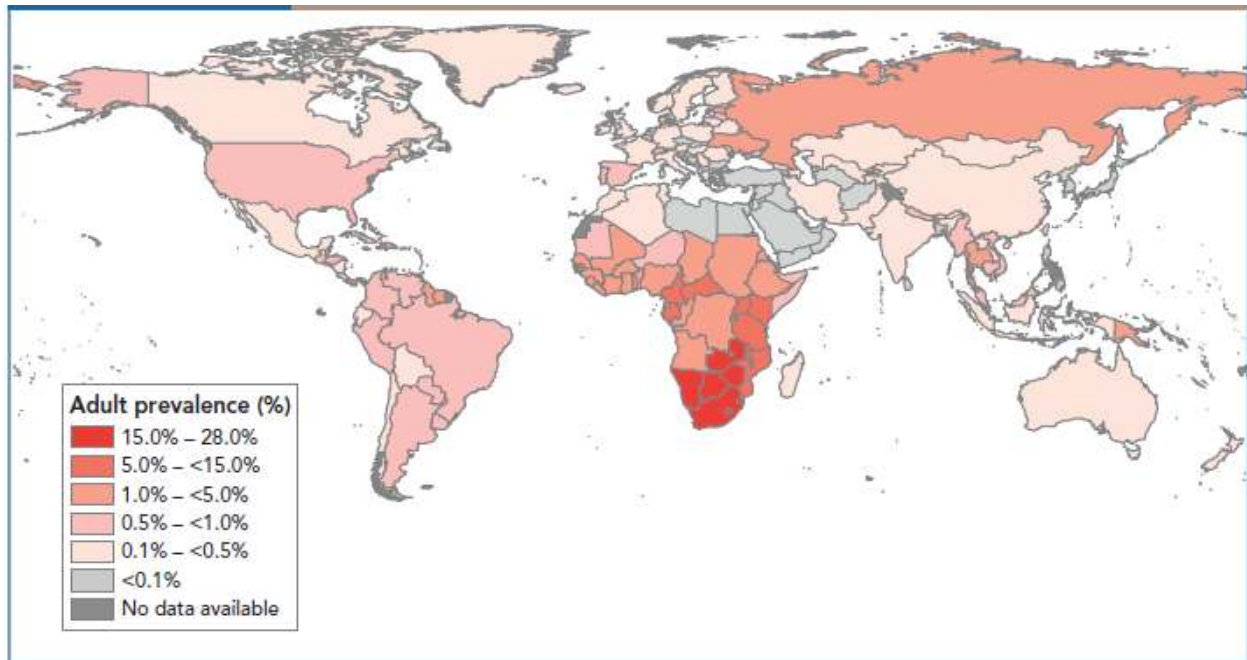 Adult prevalence (%)
15.0% – 28.0%
5.0% – <15.0%
1.0% – <5.0%
0.5% – <1.0%
0.1% – <0.5%
<0.1%
No data available